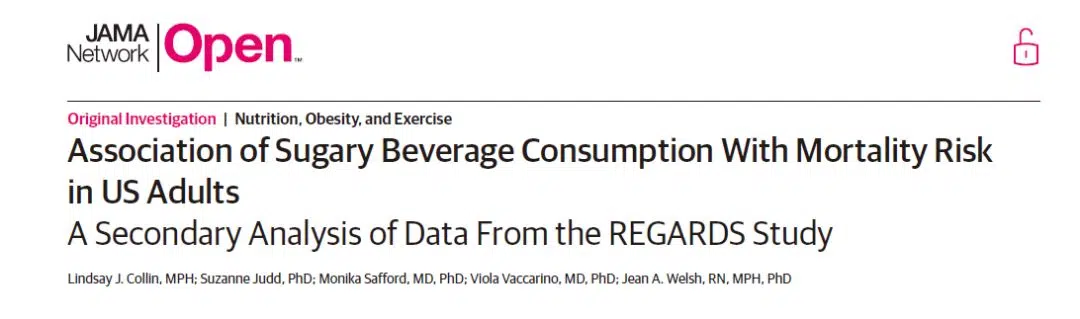 JAMA Network Open™
Original Investigation | Nutrition, Obesity, and Exercise
Association of Sugary Beverage Consumption With Mortality Risk
in US Adults
A Secondary Analysis of Data From the REGARDS Study
Lindsay J. Collin, MPH; Suzanne Judd, PhD; Monika Safford, MD, PhD; Viola Vaccarino, MD, PhD; Jean A. Welsh, RN, MPH, PhD